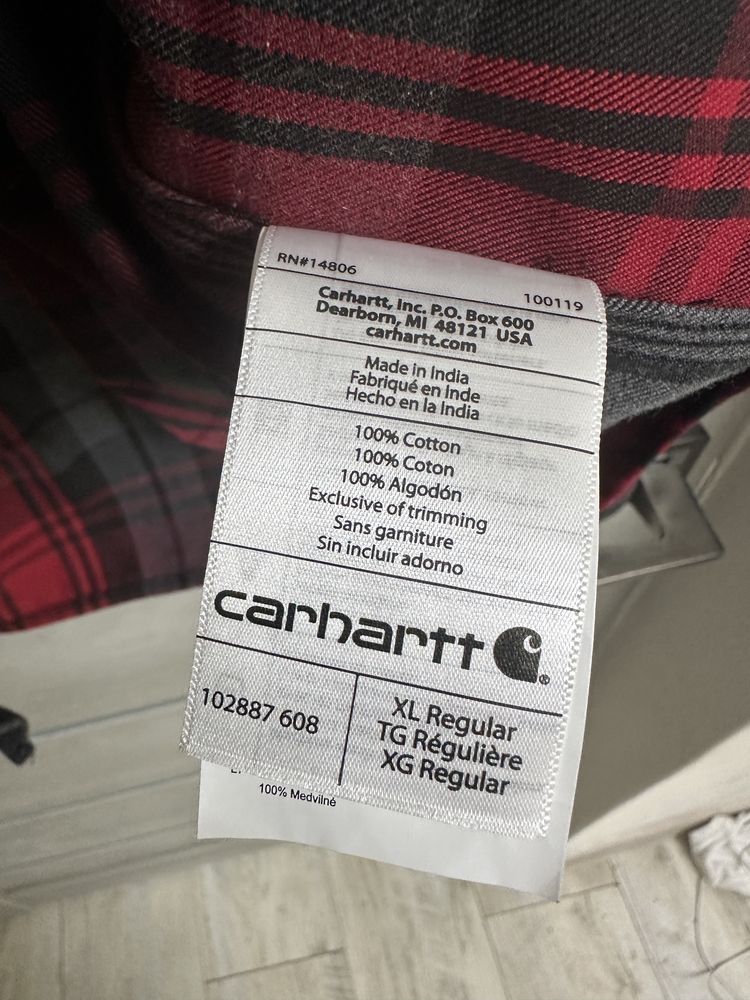 RN#14806
100119
Carhartt, Inc. P.O. Box 600
Dearborn, MI 48121 USA
carhartt.com
Made in India
Fabriqué en Inde
Hecho en la India
100% Cotton
100% Coton
100% Algodón
Exclusive of trimming
Sans garniture
Sin incluir adorno
carhartt
102887 608
XL Regular
TG Régulière
XG Regular
100% Medvilnė